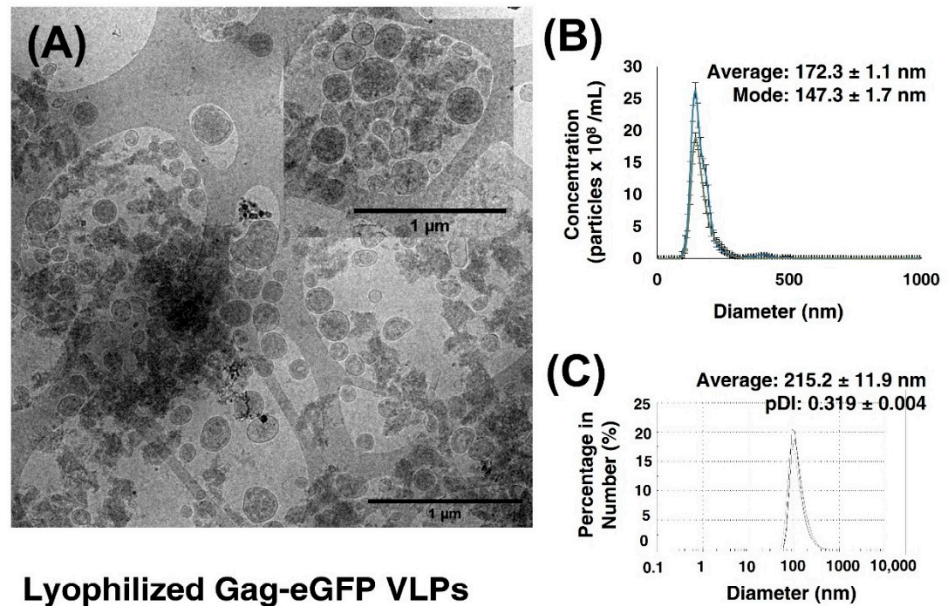 (A)
1 µm
1 µm
(B)
Average: 172.3 ± 1.1 nm
Mode: 147.3 ± 1.7 nm
Concentration
(particles x 10⁸ /mL)
30
25
20
15
10
5
0
0 500 1000
Diameter (nm)
(C)
Average: 215.2 ± 11.9 nm
pDI: 0.319 ± 0.004
Percentage in
Number (%)
25
20
15
10
5
0
0.1 1 10 100 1000 10,000
Diameter (nm)
Lyophilized Gag-eGFP VLPs